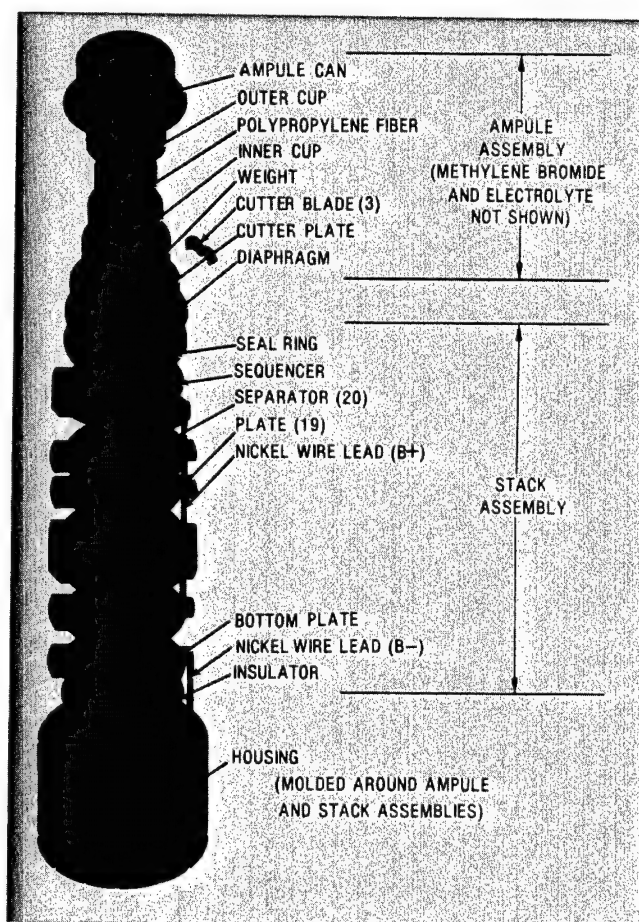 AMPULE CAN
OUTER CUP
POLYPROPYLENE FIBER
INNER CUP
WEIGHT
CUTTER BLADE (3)
CUTTER PLATE
DIAPHRAGM
AMPULE
ASSEMBLY
(METHYLENE BROMIDE
AND ELECTROLYTE
NOT SHOWN)
SEAL RING
SEQUENCER
SEPARATOR (20)
PLATE (19)
NICKEL WIRE LEAD (B+)
STACK
ASSEMBLY
BOTTOM PLATE
NICKEL WIRE LEAD (B−)
INSULATOR
HOUSING
(MOLDED AROUND AMPULE
AND STACK ASSEMBLIES)